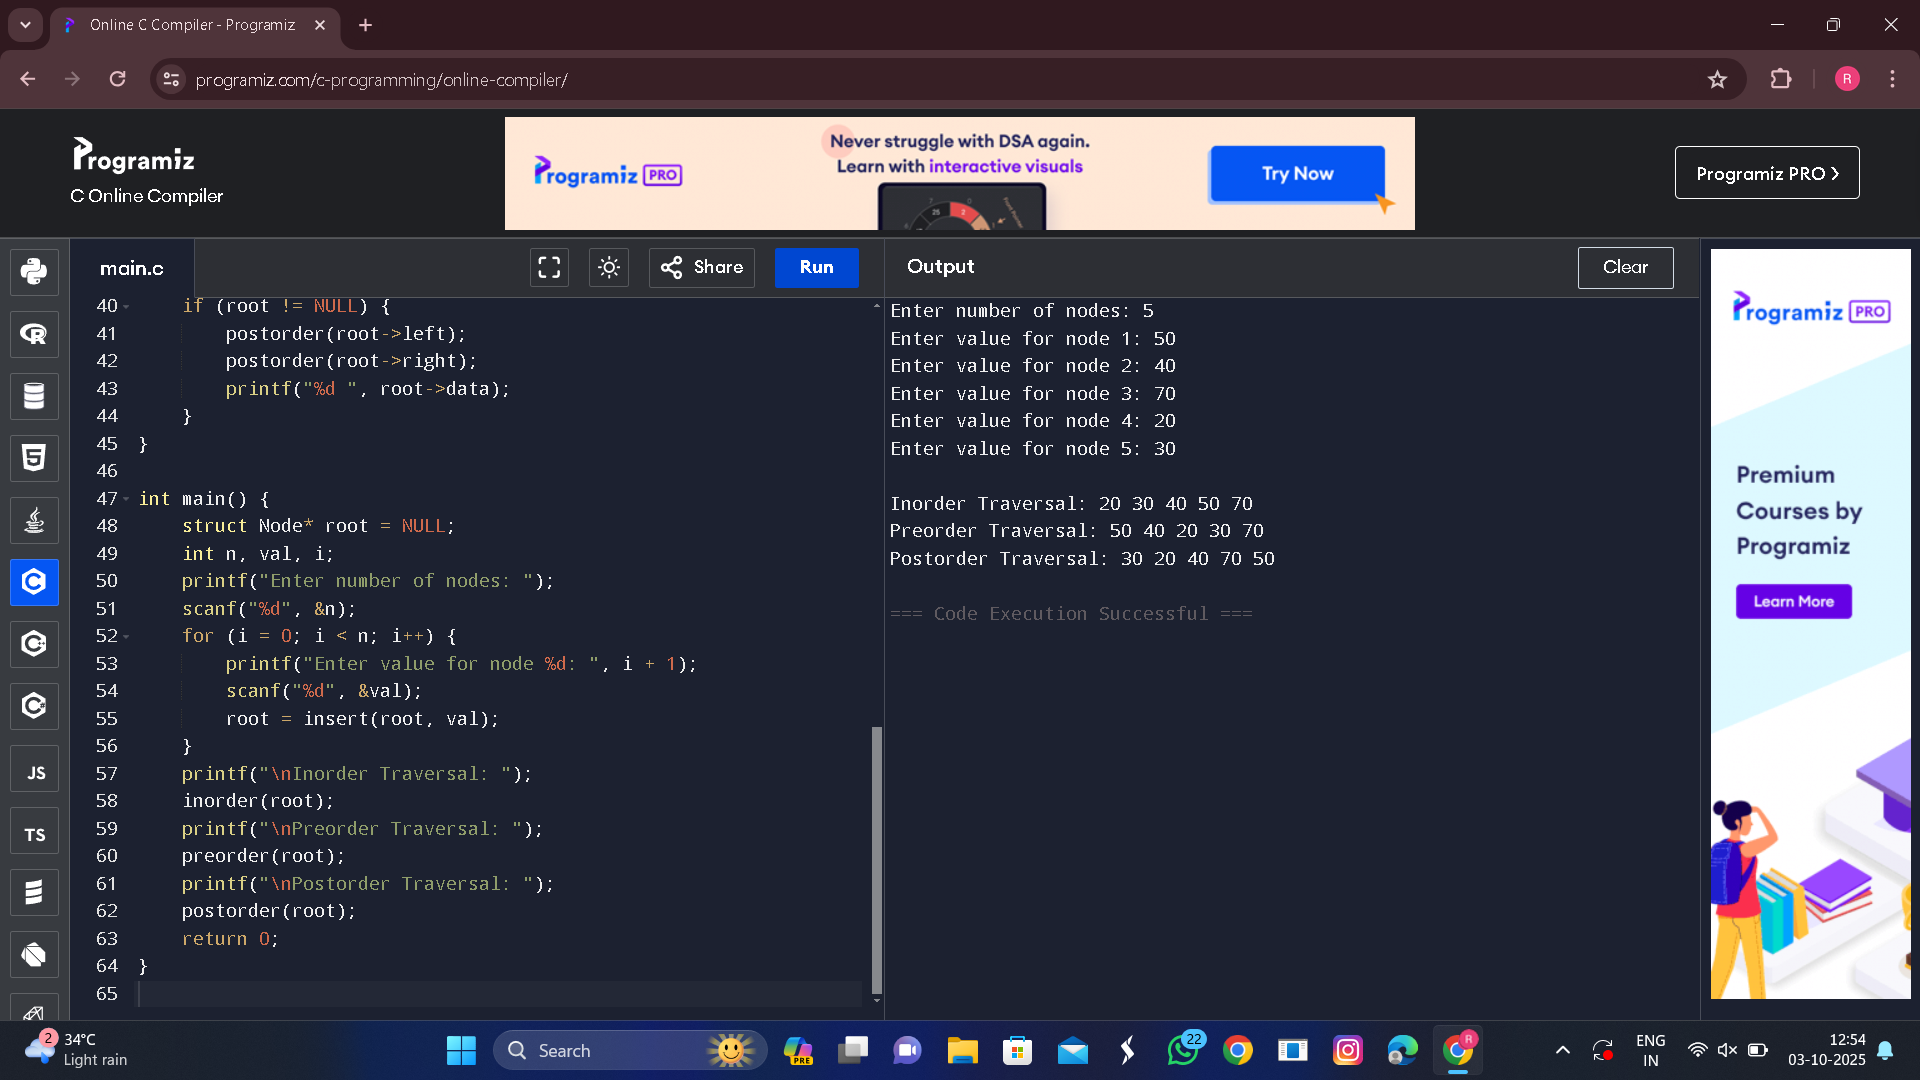 Online C Compiler - Programiz
programiz.com/c-programming/online-compiler/
R
Programiz
C Online Compiler
Programiz PRO
Never struggle with DSA again.
Learn with interactive visuals
Try Now
Programiz PRO
main.c
Share
Run
Output
Clear
40 if (root != NULL) {
41 postorder(root->left);
42 postorder(root->right);
43 printf("%d ", root->data);
44 }
45 }
46
47 int main() {
48 struct Node* root = NULL;
49 int n, val, i;
50 printf("Enter number of nodes: ");
51 scanf("%d", &n);
52 for (i = 0; i < n; i++) {
53 printf("Enter value for node %d: ", i + 1);
54 scanf("%d", &val);
55 root = insert(root, val);
56 }
57 printf("\nInorder Traversal: ");
58 inorder(root);
59 printf("\nPreorder Traversal: ");
60 preorder(root);
61 printf("\nPostorder Traversal: ");
62 postorder(root);
63 return 0;
64 }
65
Enter number of nodes: 5
Enter value for node 1: 50
Enter value for node 2: 40
Enter value for node 3: 70
Enter value for node 4: 20
Enter value for node 5: 30
Inorder Traversal: 20 30 40 50 70
Preorder Traversal: 50 40 20 30 70
Postorder Traversal: 30 20 40 70 50
=== Code Execution Successful ===
Programiz PRO
Premium
Courses by
Programiz
Learn More
JS
TS
2
34°C
Light rain
Search
PRE
22
R
ENG
IN
12:54
03-10-2025